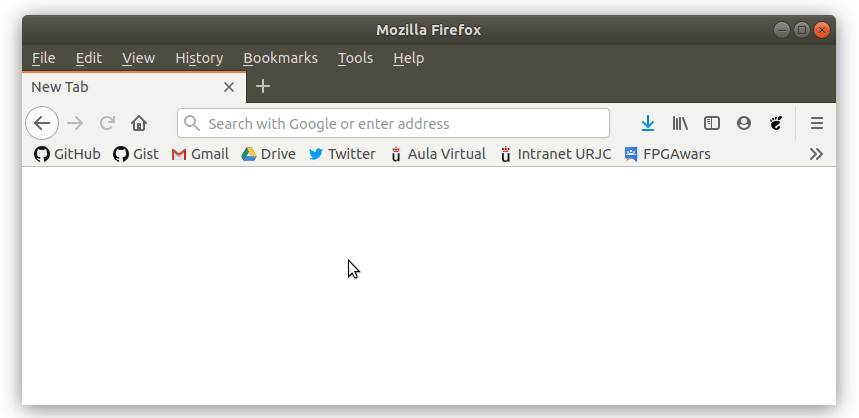 Mozilla Firefox
File Edit View History Bookmarks Tools Help
New Tab
Search with Google or enter address
GitHub Gist Gmail Drive Twitter Aula Virtual Intranet URJC FPGAwars